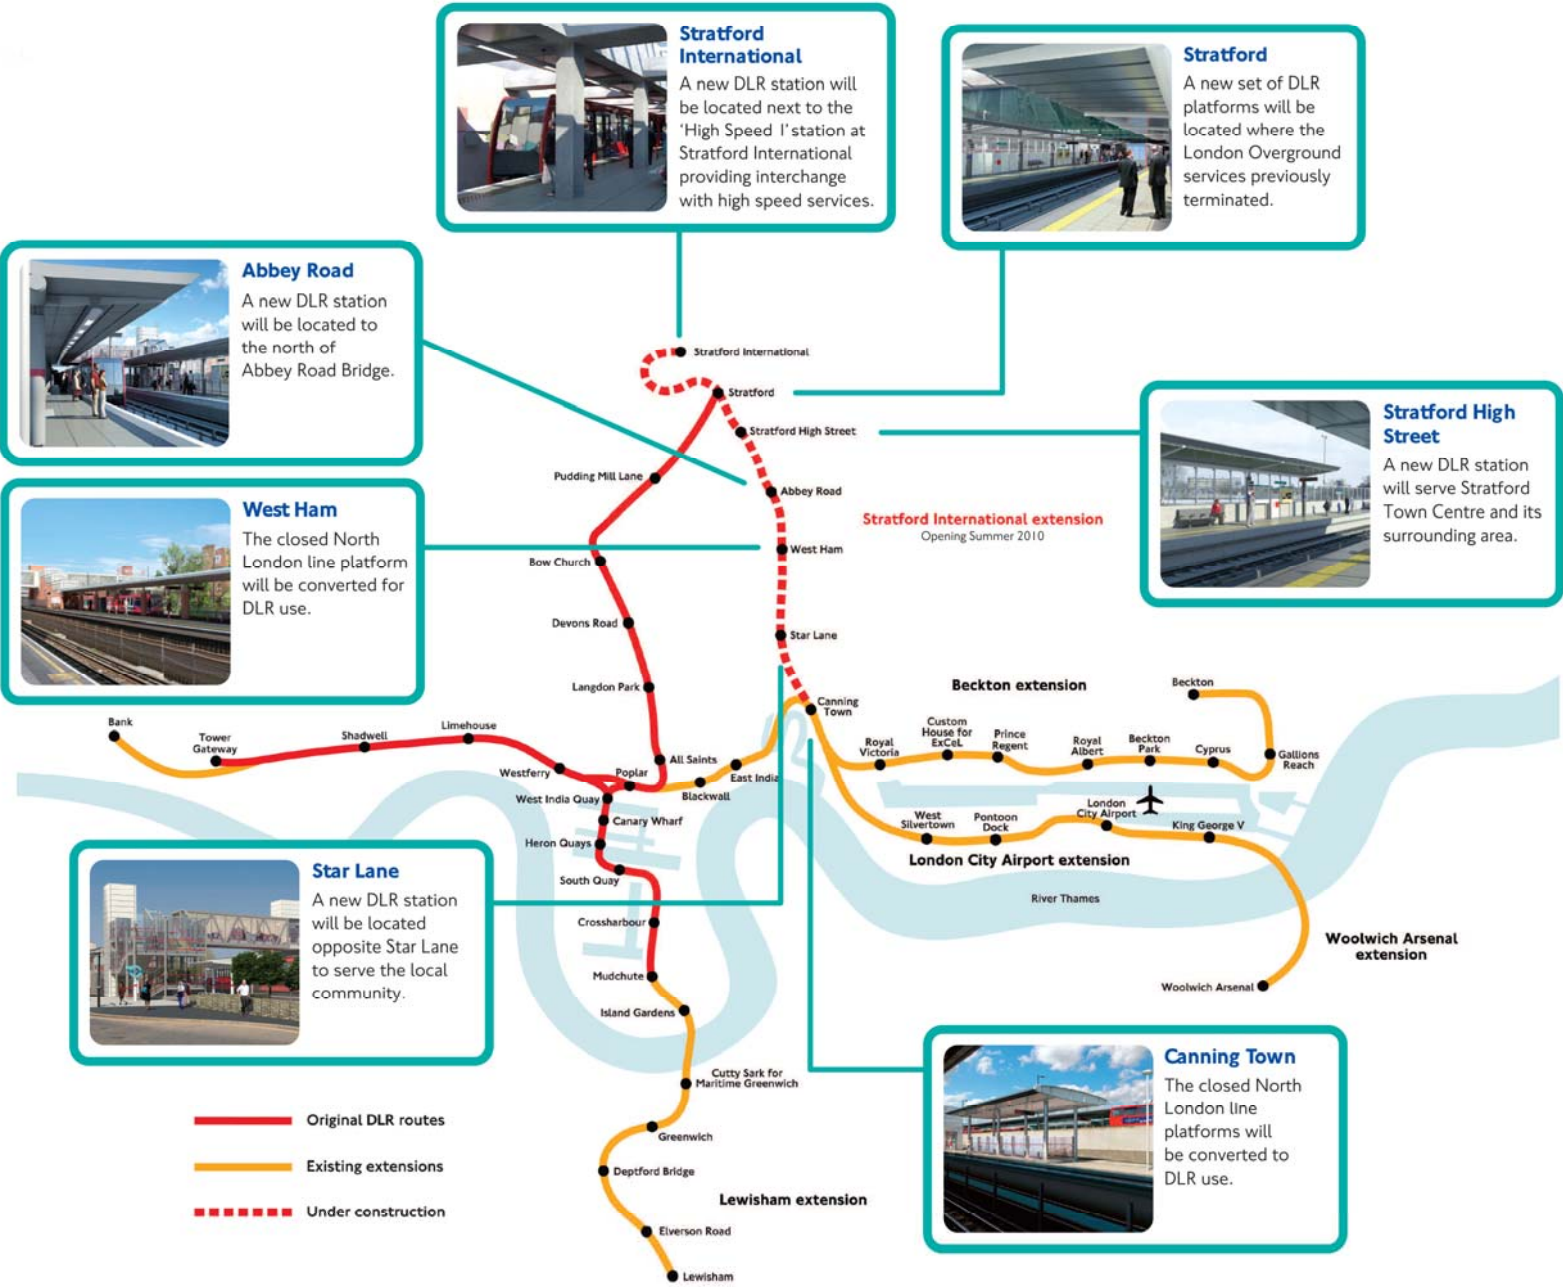 Stratford
International
A new DLR station will
be located next to the
‘High Speed 1’ station at
Stratford International
providing interchange
with high speed services.
Stratford
A new set of DLR
platforms will be
located where the
London Overground
services previously
terminated.
Abbey Road
A new DLR station
will be located to
the north of
Abbey Road Bridge.
Stratford High
Street
A new DLR station
will serve Stratford
Town Centre and its
surrounding area.
West Ham
The closed North
London line platform
will be converted for
DLR use.
Stratford International
Stratford
Stratford High Street
Pudding Mill Lane
Abbey Road
Stratford International extension
Opening Summer 2010
West Ham
Bow Church
Devons Road
Star Lane
Langdon Park
Canning
Town
Beckton extension
Beckton
Bank
Tower
Gateway
Shadwell
Limehouse
Westferry
Poplar
All Saints
Blackwall
East India
West India Quay
Canary Wharf
Heron Quays
South Quay
Crossharbour
Mudchute
Island Gardens
Cutty Sark for
Maritime Greenwich
Greenwich
Deptford Bridge
Elverson Road
Lewisham
Lewisham extension
Royal
Victoria
Custom
House for
ExCeL
Prince
Regent
Royal
Albert
Beckton
Park
Cyprus
Gallions
Reach
West
Silvertown
Pontoon
Dock
London
City Airport
King George V
London City Airport extension
River Thames
Woolwich Arsenal
extension
Woolwich Arsenal
Star Lane
A new DLR station
will be located
opposite Star Lane
to serve the local
community.
Canning Town
The closed North
London line
platforms will
be converted to
DLR use.
Original DLR routes
Existing extensions
Under construction